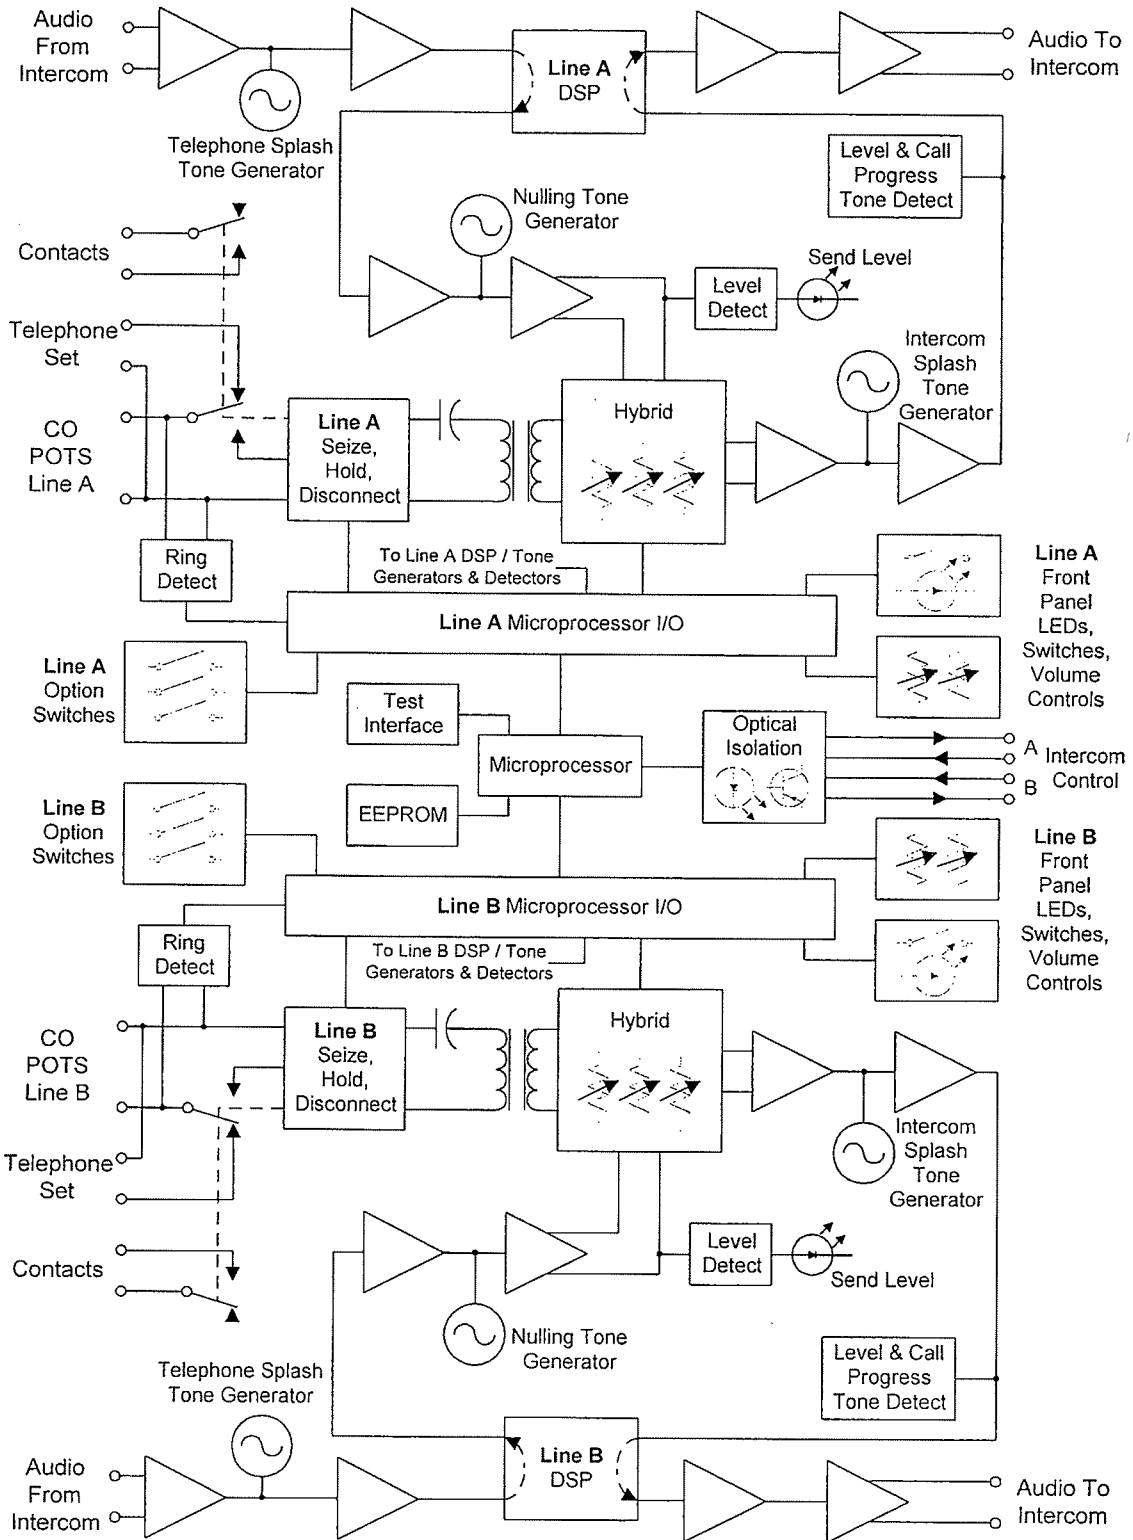 Audio
From
Intercom
Line A
DSP
Audio To
Intercom
Telephone Splash
Tone Generator
Level & Call
Progress
Tone Detect
Nulling Tone
Generator
Contacts
Send Level
Level
Detect
Telephone
Set
Intercom
Splash
Tone
Generator
CO
POTS
Line A
Line A
Seize,
Hold,
Disconnect
Hybrid
Ring
Detect
To Line A DSP / Tone
Generators & Detectors
Line A Microprocessor I/O
Line A
Front
Panel
LEDs,
Switches,
Volume
Controls
Line A
Option
Switches
Test
Interface
Microprocessor
Optical
Isolation
A
B
Intercom
Control
Line B
Option
Switches
EEPROM
Line B
Front
Panel
LEDs,
Switches,
Volume
Controls
Line B Microprocessor I/O
Ring
Detect
To Line B DSP / Tone
Generators & Detectors
CO
POTS
Line B
Line B
Seize,
Hold,
Disconnect
Hybrid
Intercom
Splash
Tone
Generator
Telephone
Set
Contacts
Level
Detect
Send Level
Nulling Tone
Generator
Telephone Splash
Tone Generator
Level & Call
Progress
Tone Detect
Audio
From
Intercom
Line B
DSP
Audio To
Intercom